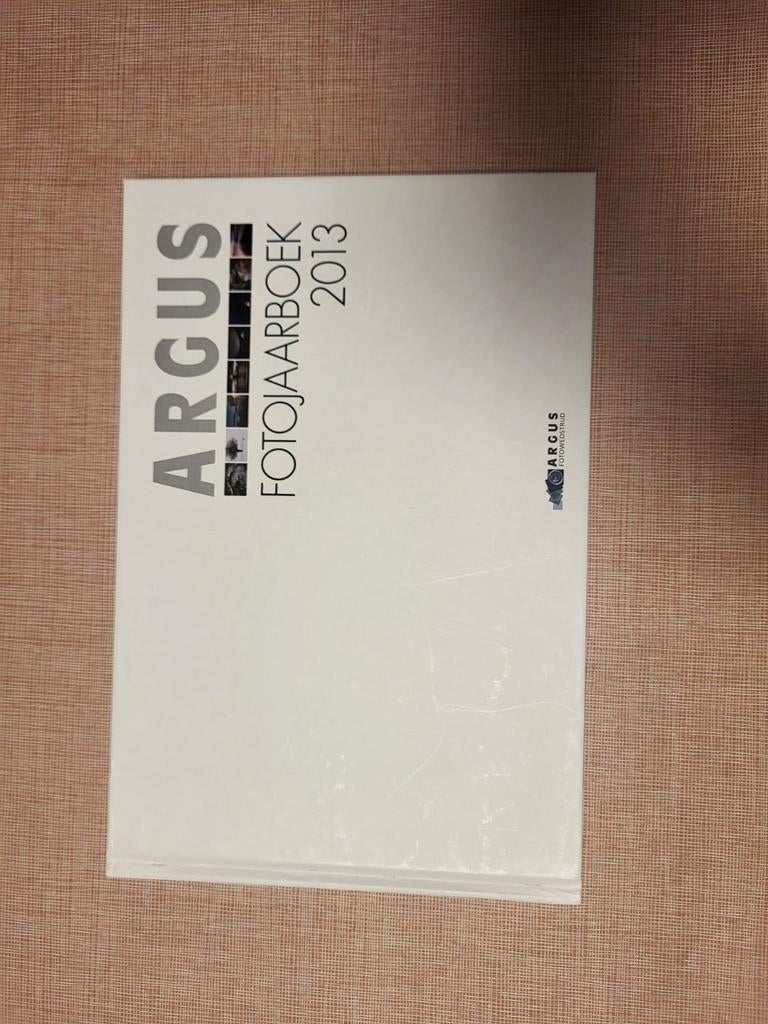 ARGUS
FOTOJAARBOEK
2013
ARGUS
FOTOWEDSTRIJD